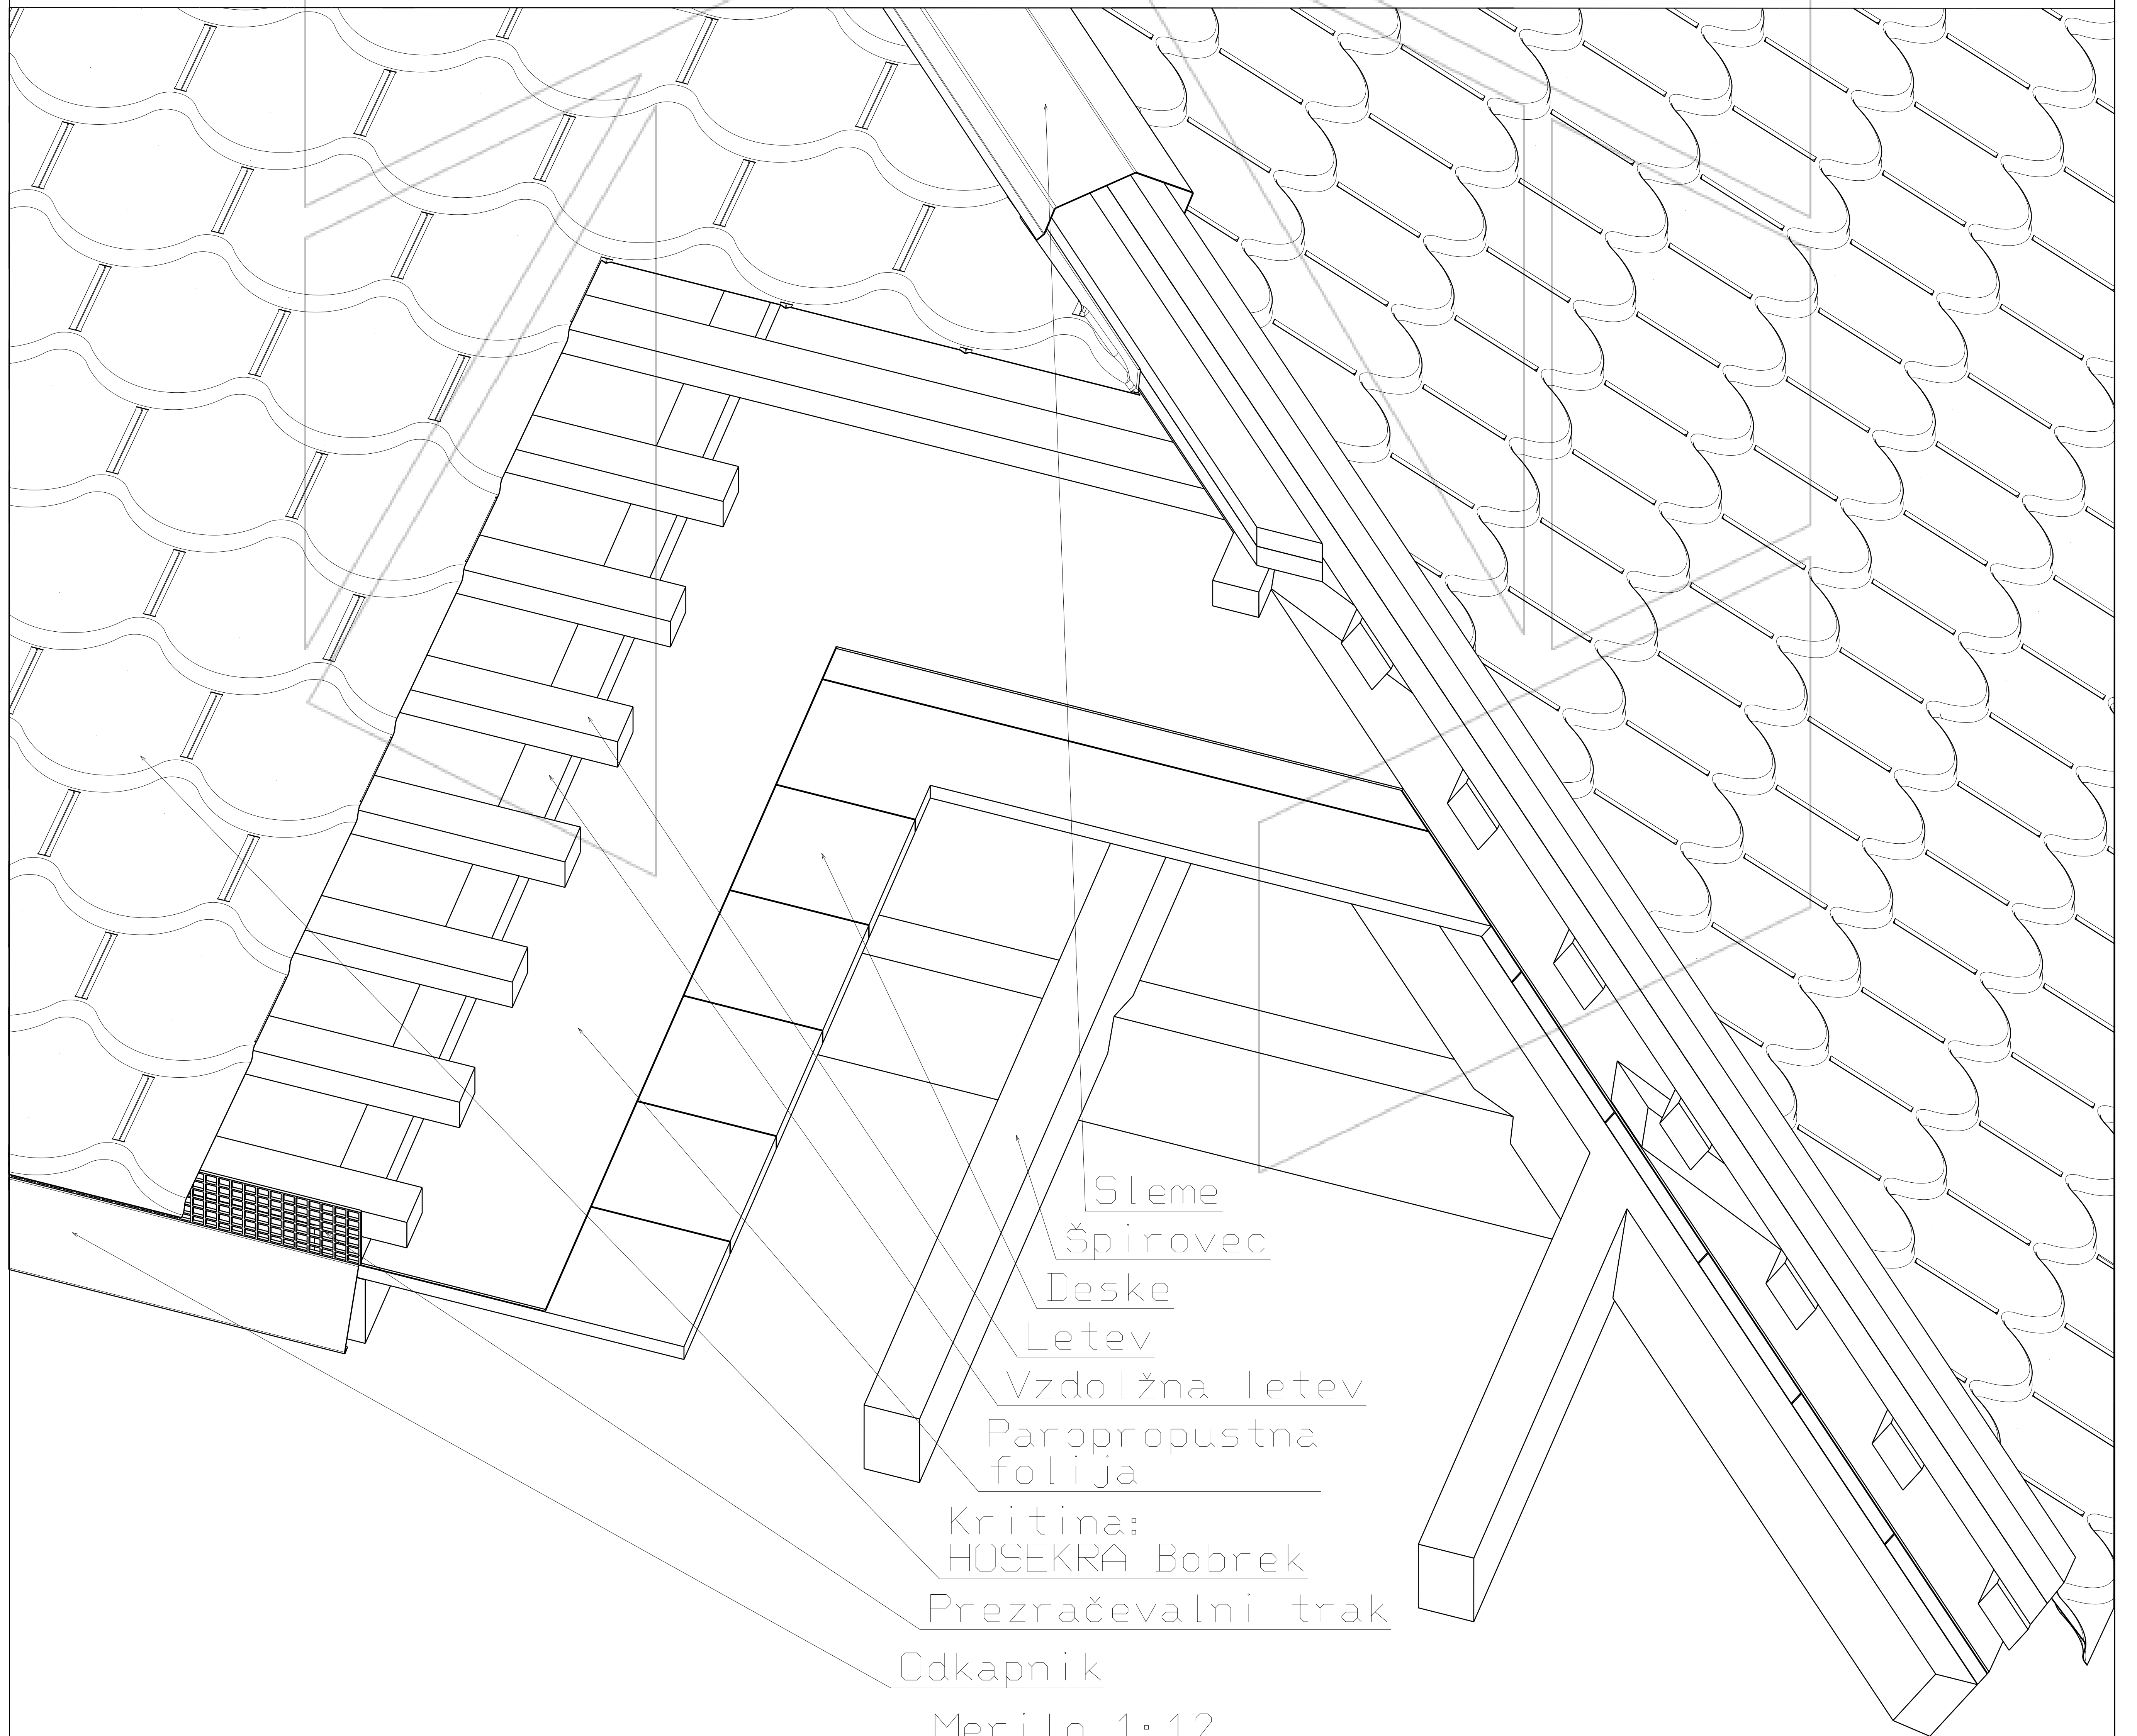 Sleme
Špirovec
Deske
Letev
Vzdolžna letev
Paropropustna
folija
Kritina:
HOSEKRA Bobrek
Prezračevalni trak
Odkapnik
Merilo 1:12